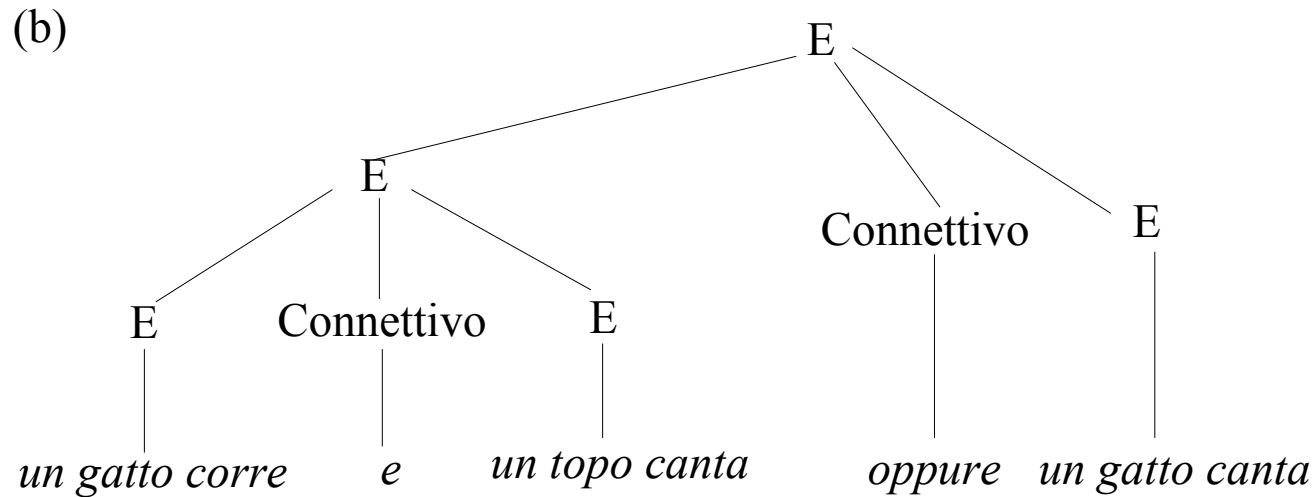 (b)
E
E
Connettivo E
E Connettivo E
un gatto corre e un topo canta oppure un gatto canta